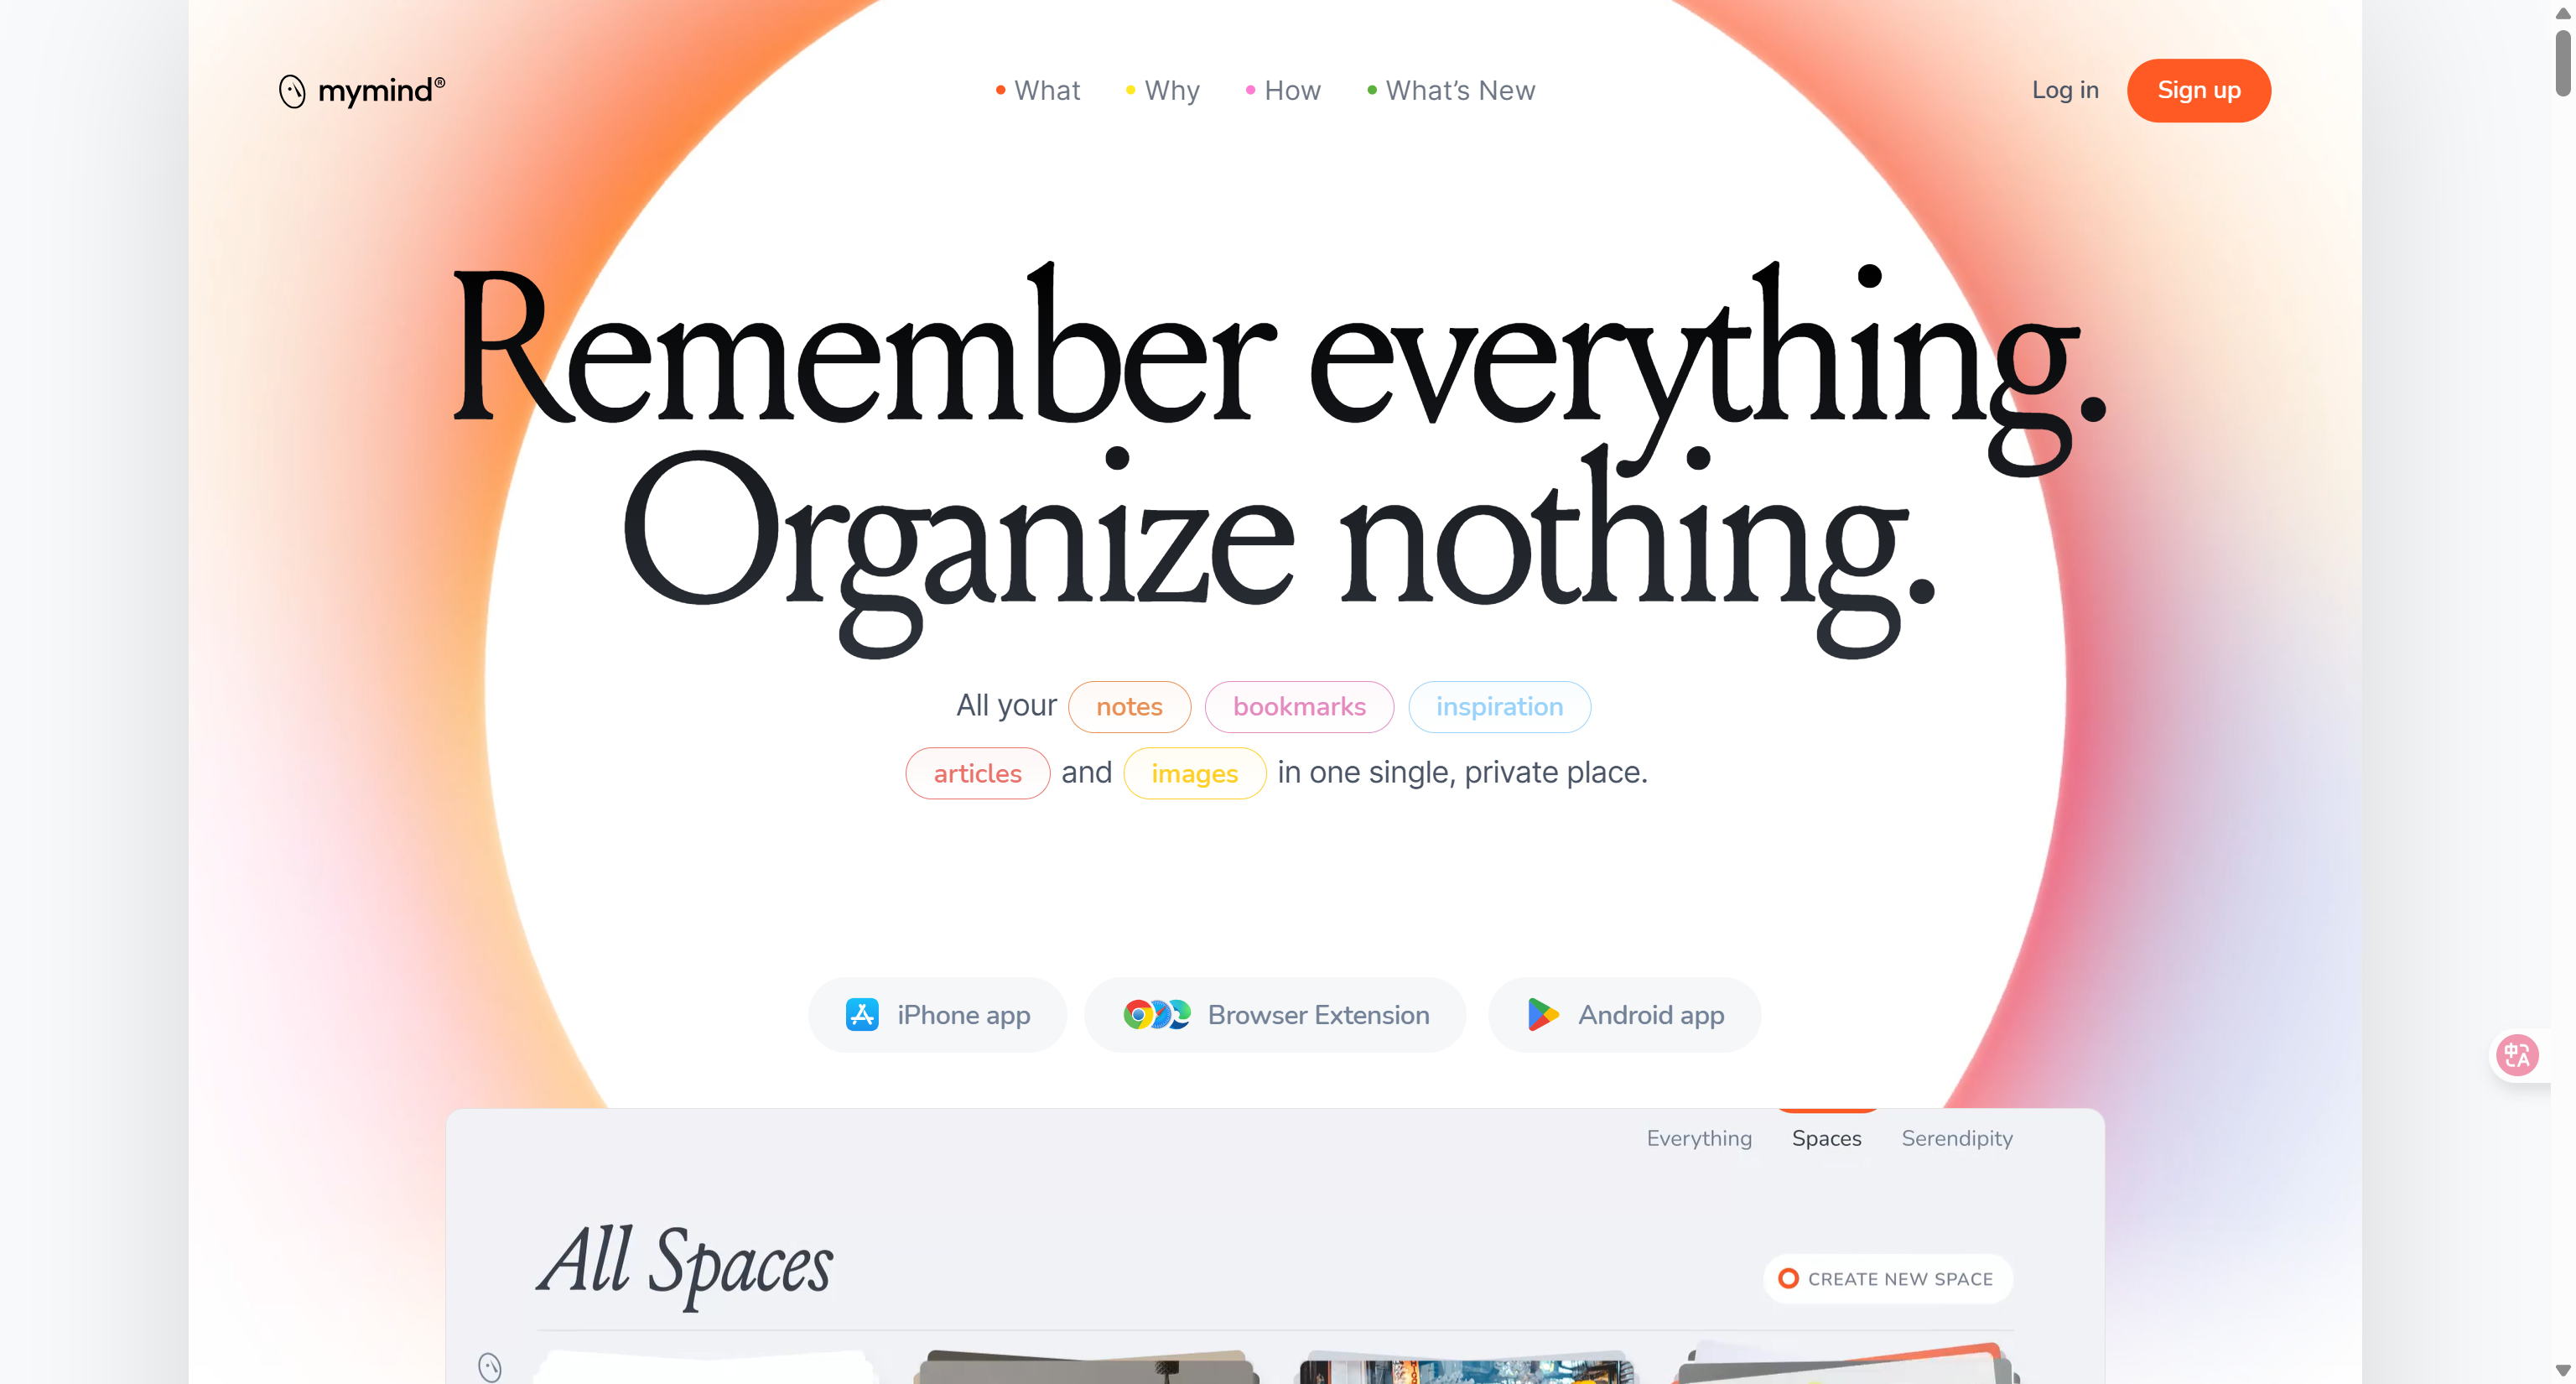 mymind®
What
Why
How
What's New
Log in
Sign up
Remember everything.
Organize nothing.
All your notes bookmarks inspiration
articles and images in one single, private place.
iPhone app
Browser Extension
Android app
Everything
Spaces
Serendipity
All Spaces
CREATE NEW SPACE
中A